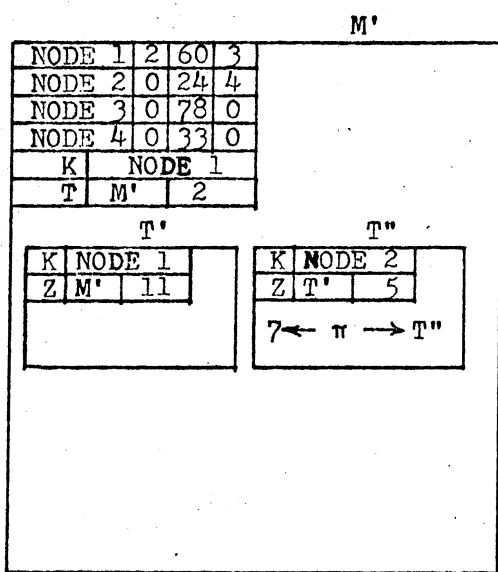 M'
NODE 1 2 60 3
NODE 2 0 24 4
NODE 3 0 78 0
NODE 4 0 33 0
K NODE 1
T M' 2
T' T"
K NODE 1 K NODE 2
Z M' 11 Z T' 5
7 ← π → T"